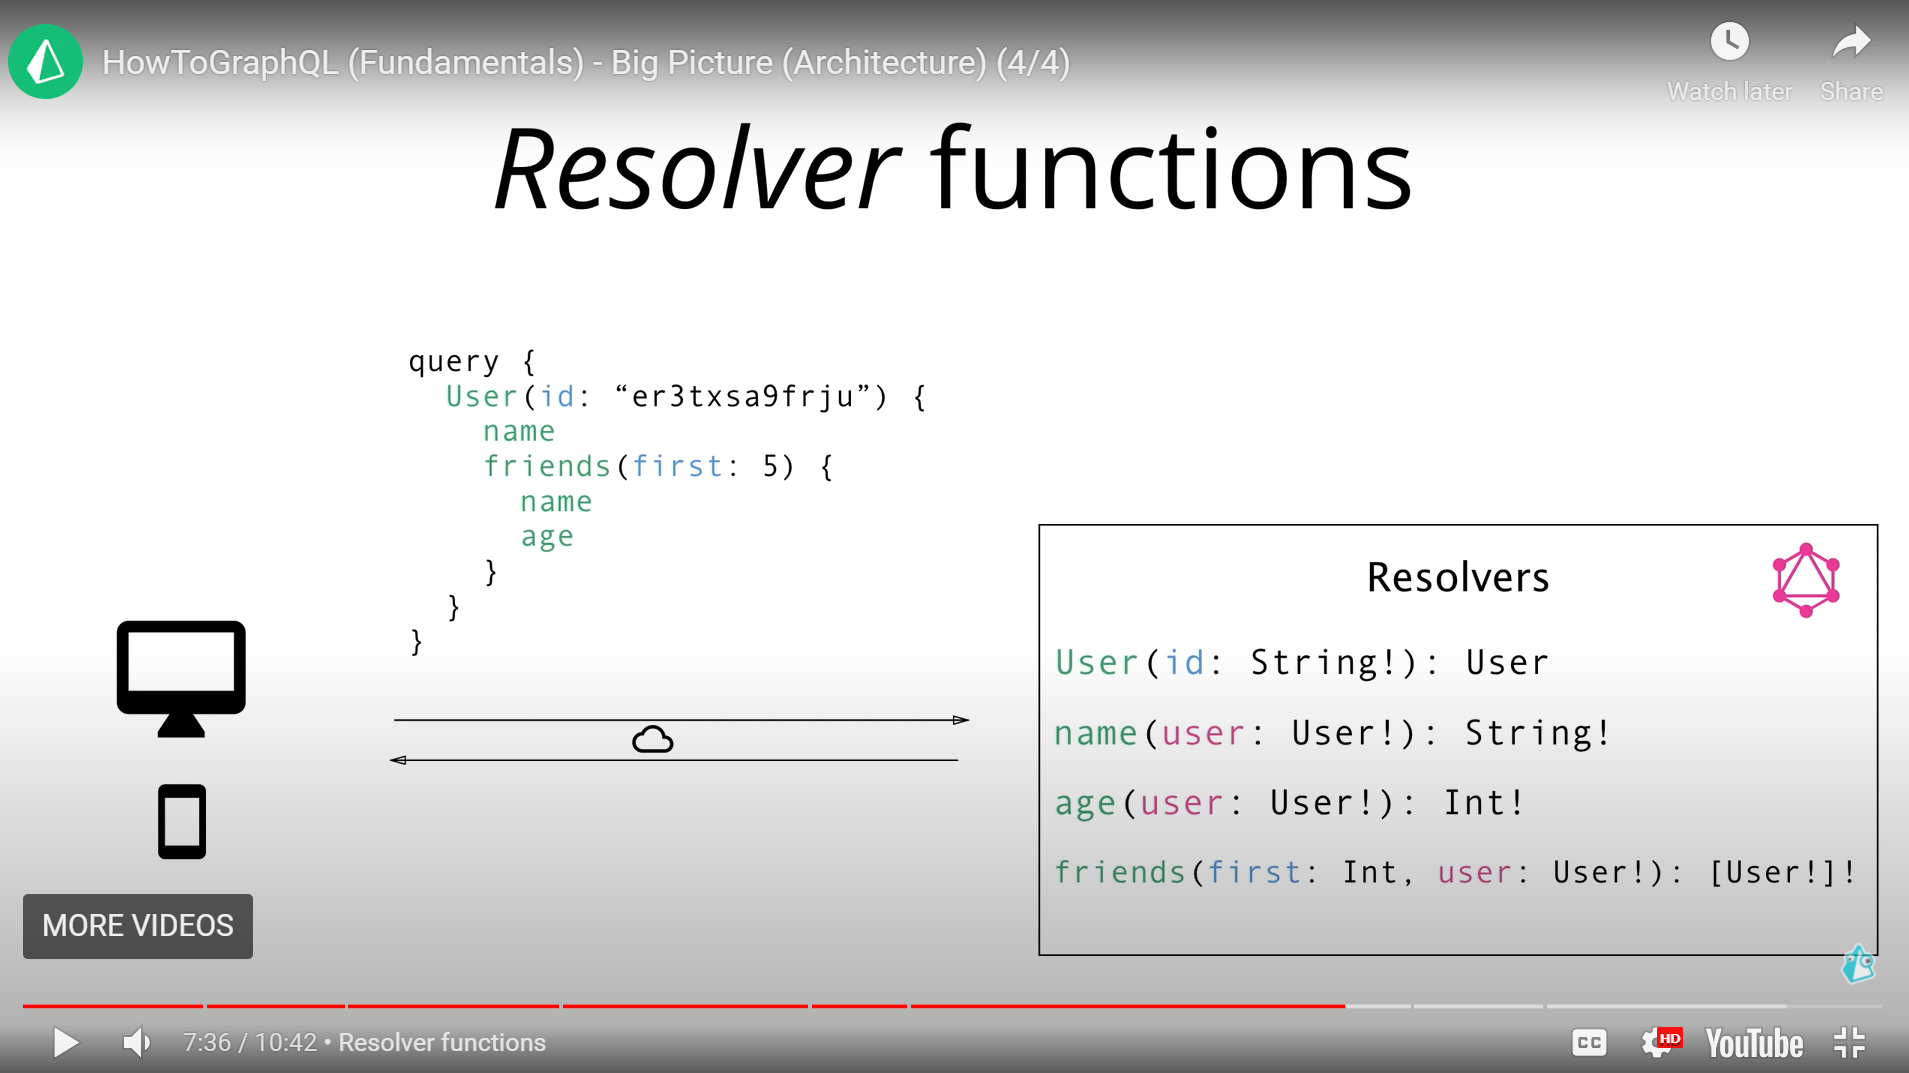 HowToGraphQL (Fundamentals) - Big Picture (Architecture) (4/4)
Watch later
Share
Resolver functions
query {
User(id: “er3txsa9frju”) {
name
friends(first: 5) {
name
age
}
}
}
Resolvers
User(id: String!): User
name(user: User!): String!
age(user: User!): Int!
friends(first: Int, user: User!): [User!]!
MORE VIDEOS
7:36 / 10:42 • Resolver functions
CC
HD
YouTube